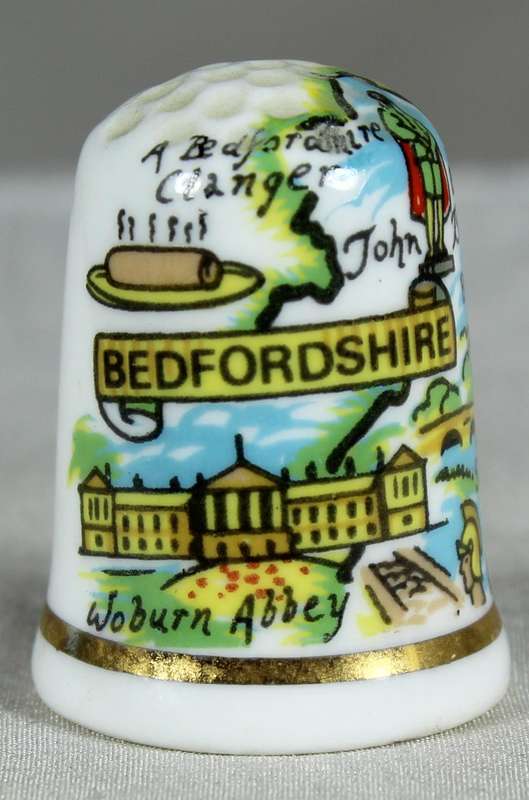 A Bedfordshire
Clanger
John
BEDFORDSHIRE
Woburn Abbey